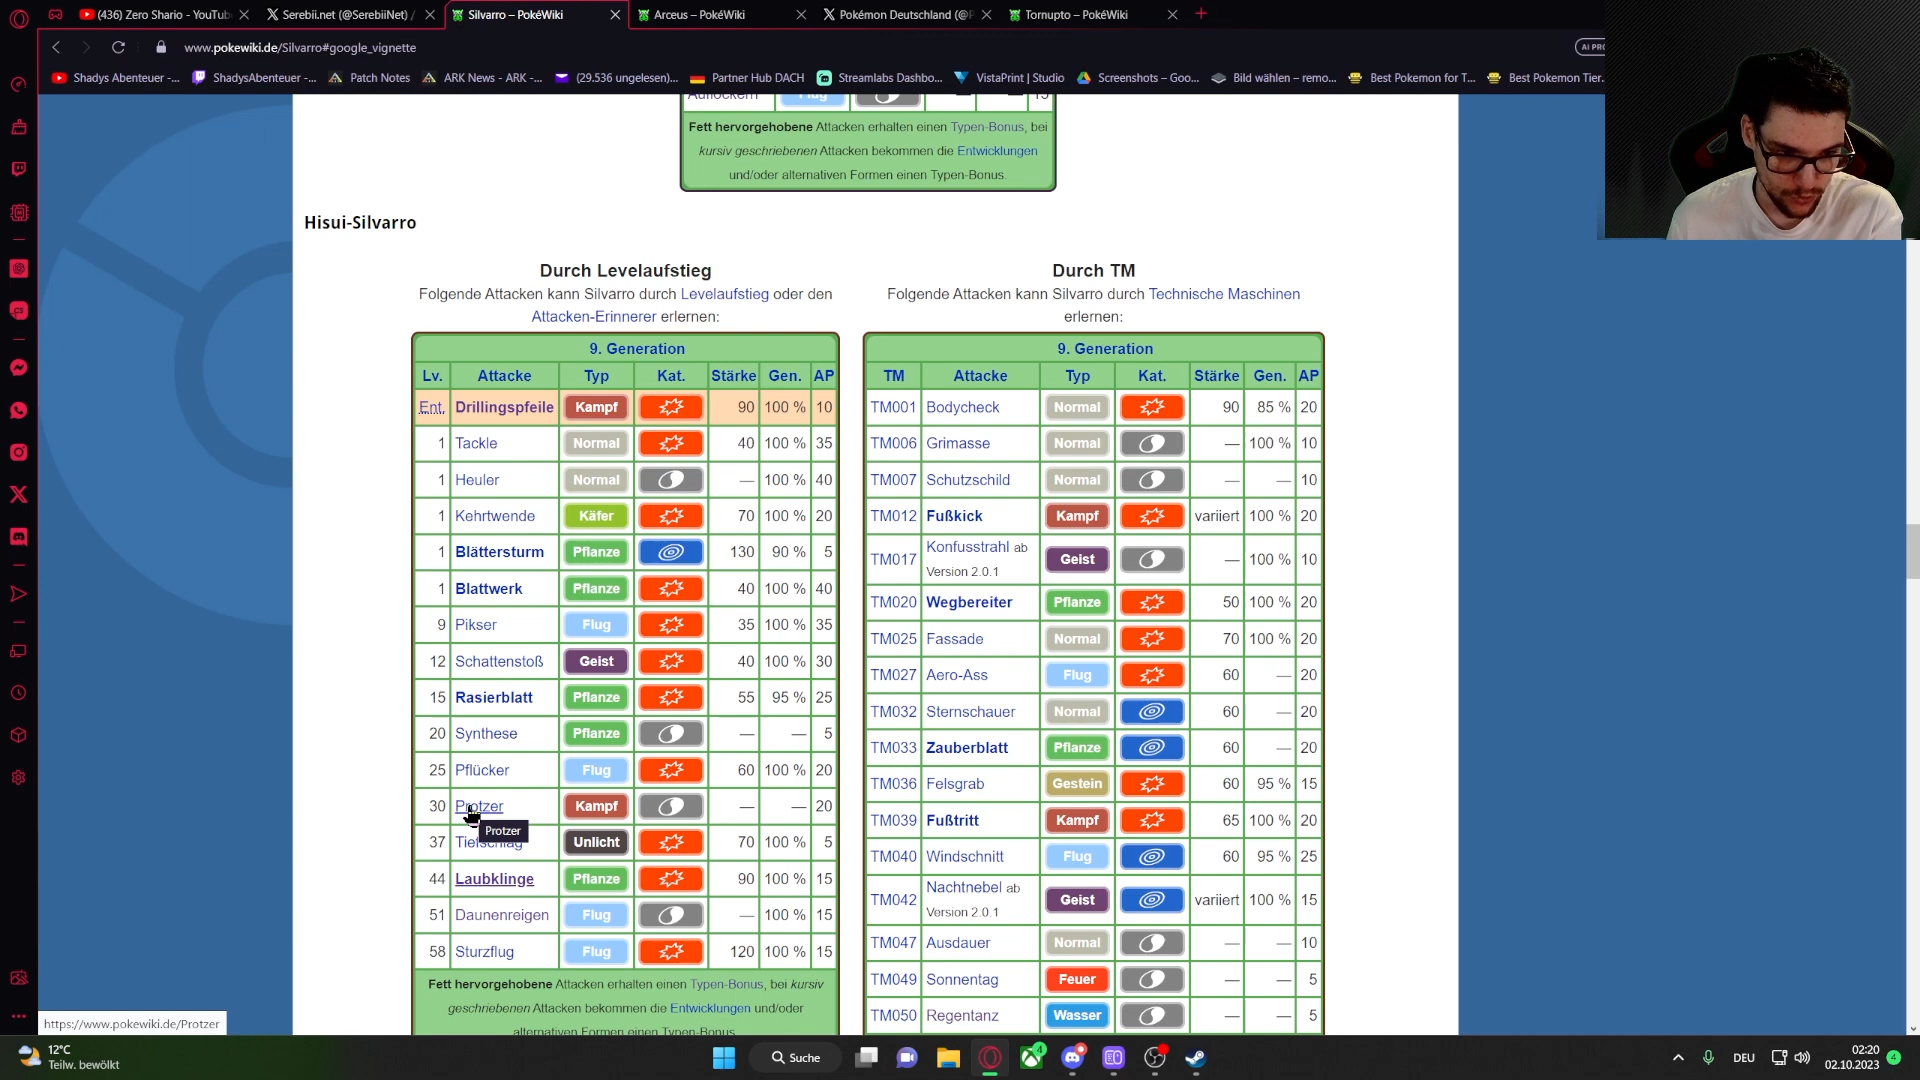 (436) Zero Shario - YouTub
Serebii.net (@SerebiiNet) /
Silvarro – PokéWiki
Arceus – PokéWiki
Pokémon Deutschland (@P
Tornupto – PokéWiki
www.pokewiki.de/Silvarro#google_vignette
AI PRO
Shadys Abenteuer -...
ShadysAbenteuer -...
Patch Notes
ARK News - ARK -...
(29.536 ungelesen)...
Partner Hub DACH
Streamlabs Dashbo...
VistaPrint | Studio
Screenshots – Goo...
Bild wählen – remo...
Best Pokemon for T...
Best Pokemon Tier...
Auflockern Flug — — 15
Fett hervorgehobene Attacken erhalten einen Typen-Bonus, bei
kursiv geschriebenen Attacken bekommen die Entwicklungen
und/oder alternativen Formen einen Typen-Bonus.
Hisui-Silvarro
Durch Levelaufstieg
Folgende Attacken kann Silvarro durch Levelaufstieg oder den
Attacken-Erinnerer erlernen:
9. Generation
Lv. Attacke Typ Kat. Stärke Gen. AP
Ent. Drillingspfeile Kampf 90 100 % 10
1 Tackle Normal 40 100 % 35
1 Heuler Normal — 100 % 40
1 Kehrtwende Käfer 70 100 % 20
1 Blättersturm Pflanze 130 90 % 5
1 Blattwerk Pflanze 40 100 % 40
9 Pikser Flug 35 100 % 35
12 Schattenstoß Geist 40 100 % 30
15 Rasierblatt Pflanze 55 95 % 25
20 Synthese Pflanze — — 5
25 Pflücker Flug 60 100 % 20
30 Protzer Kampf — — 20
Protzer
37 Tiefschlag Unlicht 70 100 % 5
44 Laubklinge Pflanze 90 100 % 15
51 Daunenreigen Flug — 100 % 15
58 Sturzflug Flug 120 100 % 15
Fett hervorgehobene Attacken erhalten einen Typen-Bonus, bei kursiv
geschriebenen Attacken bekommen die Entwicklungen und/oder
alternativen Formen einen Typen-Bonus.
Durch TM
Folgende Attacken kann Silvarro durch Technische Maschinen
erlernen:
9. Generation
TM Attacke Typ Kat. Stärke Gen. AP
TM001 Bodycheck Normal 90 85 % 20
TM006 Grimasse Normal — 100 % 10
TM007 Schutzschild Normal — — 10
TM012 Fußkick Kampf variiert 100 % 20
TM017 Konfusstrahl ab Version 2.0.1 Geist — 100 % 10
TM020 Wegbereiter Pflanze 50 100 % 20
TM025 Fassade Normal 70 100 % 20
TM027 Aero-Ass Flug 60 — 20
TM032 Sternschauer Normal 60 — 20
TM033 Zauberblatt Pflanze 60 — 20
TM036 Felsgrab Gestein 60 95 % 15
TM039 Fußtritt Kampf 65 100 % 20
TM040 Windschnitt Flug 60 95 % 25
TM042 Nachtnebel ab Version 2.0.1 Geist variiert 100 % 15
TM047 Ausdauer Normal — — 10
TM049 Sonnentag Feuer — — 5
TM050 Regentanz Wasser — — 5
https://www.pokewiki.de/Protzer
12°C
Teilw. bewölkt
Suche
4
DEU
02:20
02.10.2023
4